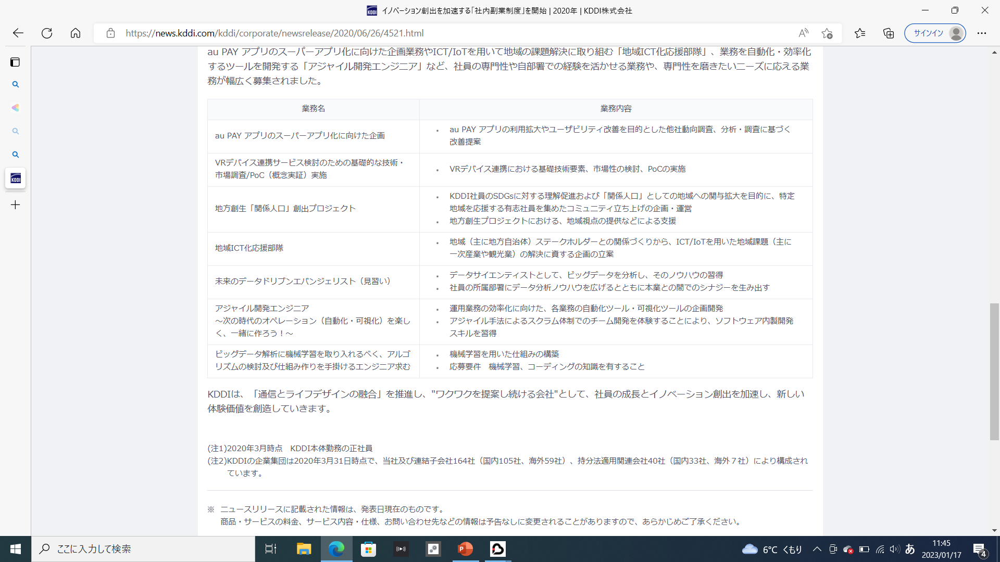 イノベーション創出を加速する「社内副業制度」を開始 | 2020年 | KDDI株式会社
https://news.kddi.com/kddi/corporate/newsrelease/2020/06/26/4521.html
サインイン
KDDI
au PAY アプリのスーパーアプリ化に向けた企画業務やICT/IoTを用いて地域の課題解決に取り組む「地域ICT化応援部隊」、業務を自動化・効率化
するツールを開発する「アジャイル開発エンジニア」など、社員の専門性や自部署での経験を活かせる業務や、専門性を磨きたいニーズに応える業
務が幅広く募集されました。
業務名
業務内容
au PAY アプリのスーパーアプリ化に向けた企画
・ au PAY アプリの利用拡大やユーザビリティ改善を目的とした他社動向調査、分析・調査に基づく
改善提案
VRデバイス連携サービス検討のための基礎的な技術・
市場調査/PoC（概念実証）実施
・ VRデバイス連携における基礎技術要素、市場性の検討、PoCの実施
地方創生「関係人口」創出プロジェクト
・ KDDI社員のSDGsに対する理解促進および「関係人口」としての地域への関与拡大を目的に、特定
地域を応援する有志社員を集めたコミュニティ立ち上げの企画・運営
・ 地方創生プロジェクトにおける、地域視点の提供などによる支援
地域ICT化応援部隊
・ 地域（主に地方自治体）ステークホルダーとの関係づくりから、ICT/IoTを用いた地域課題（主に
一次産業や観光業）の解決に資する企画の立案
未来のデータドリブンエバンジェリスト（見習い）
・ データサイエンティストとして、ビッグデータを分析し、そのノウハウの習得
・ 社員の所属部署にデータ分析ノウハウを広げるとともに本業との間でのシナジーを生み出す
アジャイル開発エンジニア
～次の時代のオペレーション（自動化・可視化）を楽し
く、一緒に作ろう！～
・ 運用業務の効率化に向けた、各業務の自動化ツール・可視化ツールの企画開発
・ アジャイル手法によるスクラム体制でのチーム開発を体験することにより、ソフトウェア内製開発
スキルを習得
ビッグデータ解析に機械学習を取り入れるべく、アルゴ
リズムの検討及び仕組み作りを手掛けるエンジニア求む
・ 機械学習を用いた仕組みの構築
・ 応募要件　機械学習、コーディングの知識を有すること
KDDIは、「通信とライフデザインの融合」を推進し、"ワクワクを提案し続ける会社"として、社員の成長とイノベーション創出を加速し、新しい
体験価値を創造していきます。
(注1)2020年3月時点　KDDI本体勤務の正社員
(注2)KDDIの企業集団は2020年3月31日時点で、当社及び連結子会社164社（国内105社、海外59社）、持分法適用関連会社40社（国内33社、海外７社）により構成され
ています。
※ ニュースリリースに記載された情報は、発表日現在のものです。
商品・サービスの料金、サービス内容・仕様、お問い合わせ先などの情報は予告なしに変更されることがありますので、あらかじめご了承ください。
ここに入力して検索
6°C くもり
あ
11:45
2023/01/17
4